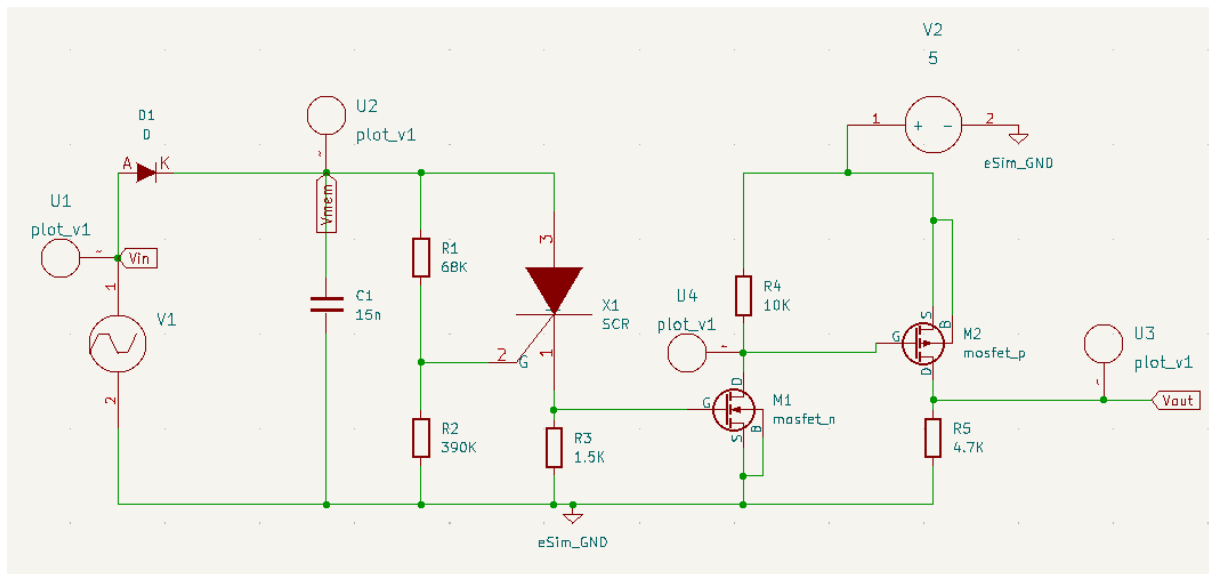 V2
5
1
+
-
2
eSim_GND
D1
D
A
K
U2
plot_v1
~
Vmem
U1
plot_v1
~
Vin
1
V1
2
R1
68K
C1
15n
3
X1
SCR
2
G
1
R2
390K
R3
1.5K
R4
10K
U4
plot_v1
~
D
G
S
B
M1
mosfet_n
S
G
B
D
M2
mosfet_p
U3
plot_v1
~
Vout
R5
4.7K
eSim_GND